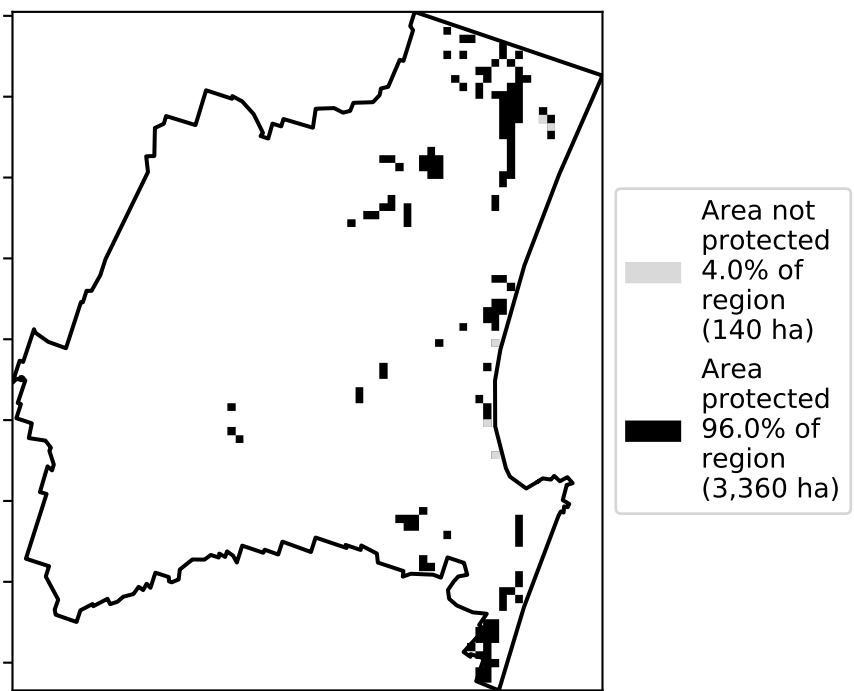 Area not
protected
4.0% of
region
(140 ha)
Area
protected
96.0% of
region
(3,360 ha)